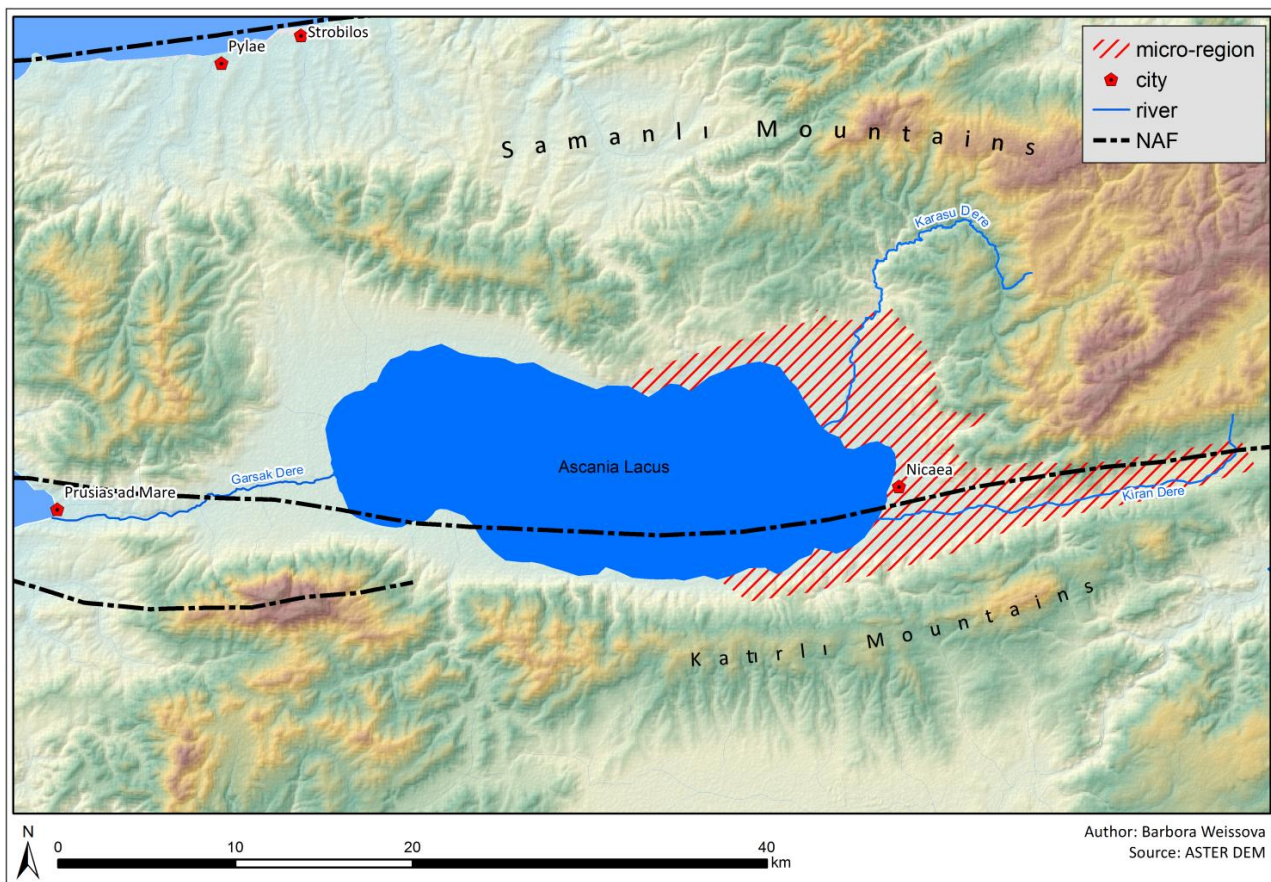 Strobilos
Pylae
micro-region
city
river
NAF
Samanlı Mountains
Karasu Dere
Ascania Lacus
Garsak Dere
Nicaea
Prusias ad Mare
Kiran Dere
Katırlı Mountains
N
0 10 20 40
km
Author: Barbora Weissova
Source: ASTER DEM